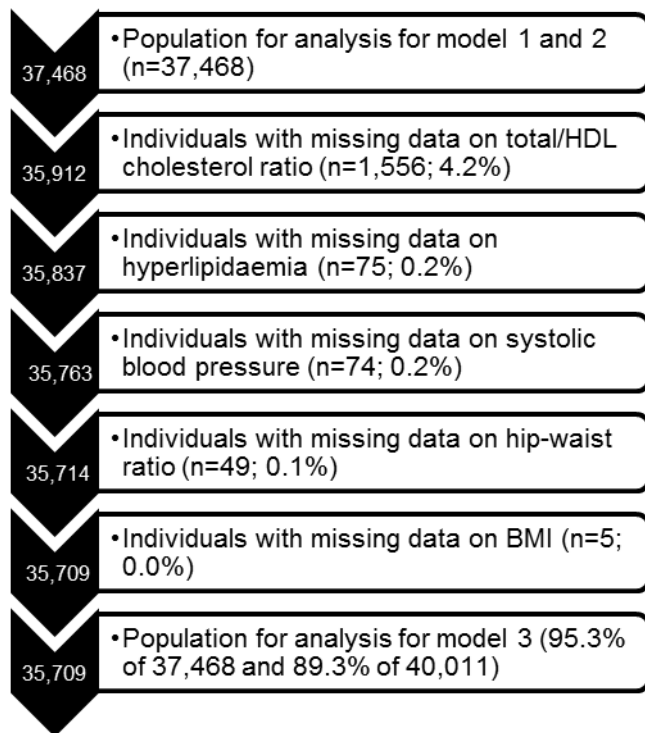 37,468
•Population for analysis for model 1 and 2
(n=37,468)
35,912
•Individuals with missing data on total/HDL
cholesterol ratio (n=1,556; 4.2%)
35,837
•Individuals with missing data on
hyperlipidaemia (n=75; 0.2%)
35,763
•Individuals with missing data on systolic
blood pressure (n=74; 0.2%)
35,714
•Individuals with missing data on hip-waist
ratio (n=49; 0.1%)
35,709
•Individuals with missing data on BMI (n=5;
0.0%)
35,709
•Population for analysis for model 3 (95.3%
of 37,468 and 89.3% of 40,011)